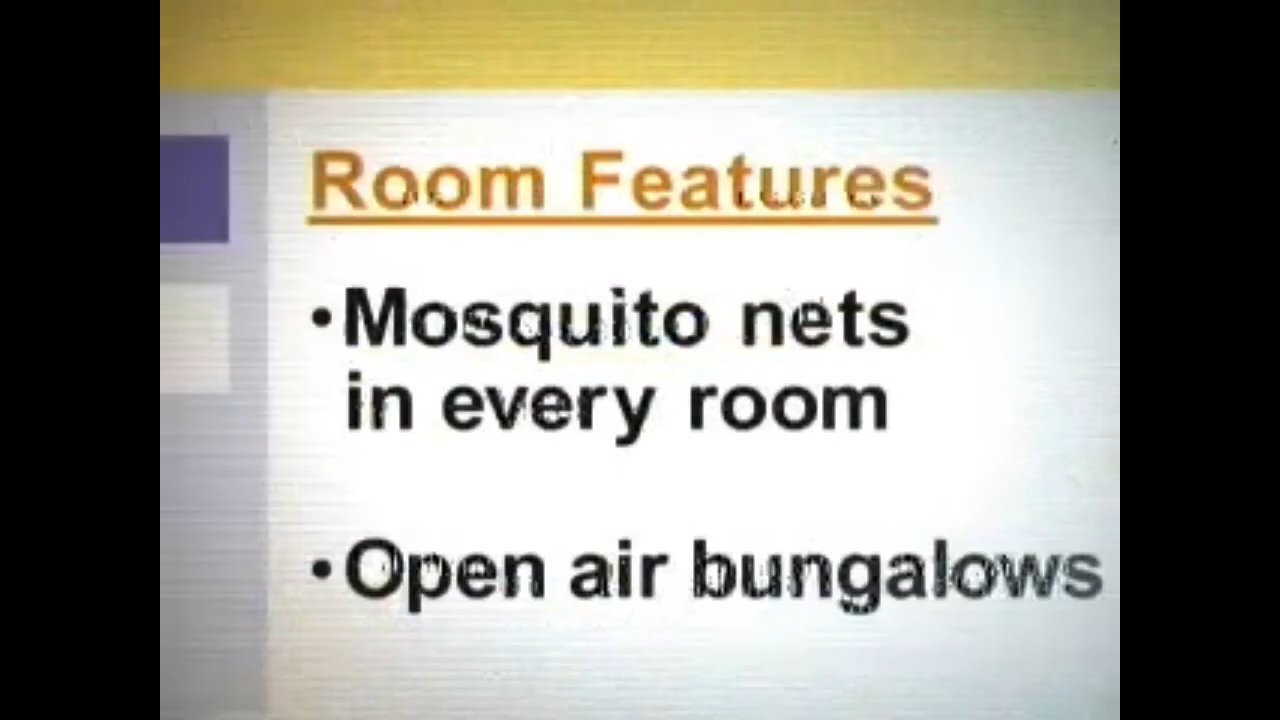 Room Features
•Mosquito nets
in every room
•Open air bungalows